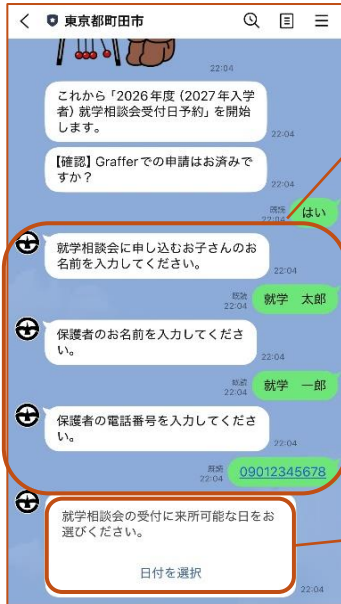 東京都町田市
22:04
これから「2026年度(2027年入学
者)就学相談会受付日予約」を開始
します。
22:04
【確認】Grafferでの申請はお済みで
すか？
22:04
既読
22:04
はい
就学相談会に申し込むお子さんのお
名前を入力してください。
22:04
既読
22:04
就学　太郎
保護者のお名前を入力してくださ
い。
22:04
既読
22:04
就学　一郎
保護者の電話番号を入力してくださ
い。
22:04
既読
22:04
09012345678
就学相談会の受付に来所可能な日をお
選びください。
日付を選択
22:04